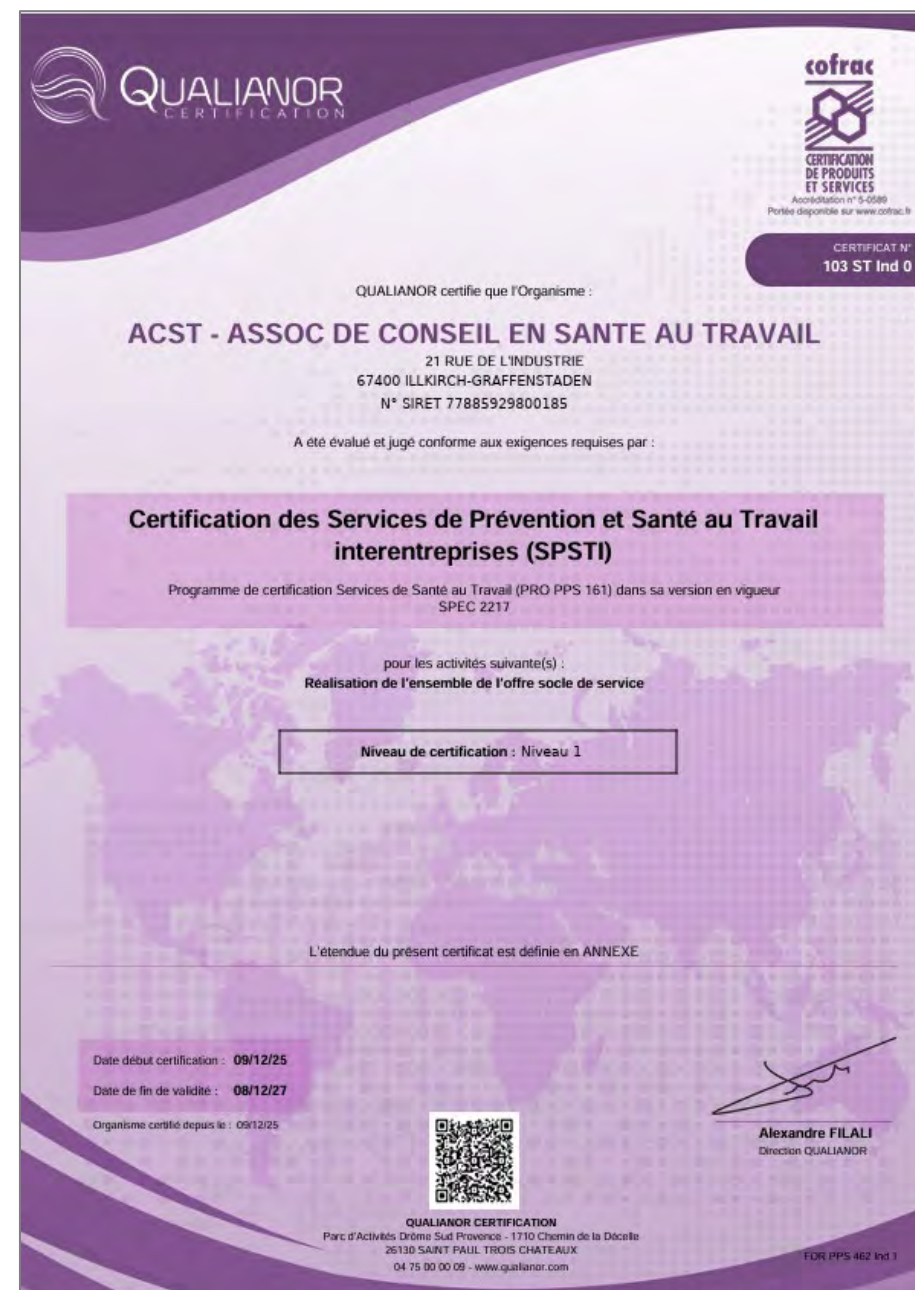 QUALIANOR
CERTIFICATION
cofrac
CERTIFICATION
DE PRODUITS
ET SERVICES
Accréditation n° 5-0589
Portée disponible sur www.cofrac.fr
CERTIFICAT N°
103 ST Ind 0
QUALIANOR certifie que l'Organisme :
ACST - ASSOC DE CONSEIL EN SANTE AU TRAVAIL
21 RUE DE L'INDUSTRIE
67400 ILLKIRCH-GRAFFENSTADEN
N° SIRET 77885929800185
A été évalué et jugé conforme aux exigences requises par :
Certification des Services de Prévention et Santé au Travail
interentreprises (SPSTI)
Programme de certification Services de Santé au Travail (PRO PPS 161) dans sa version en vigueur
SPEC 2217
pour les activités suivante(s) :
Réalisation de l'ensemble de l'offre socle de service
Niveau de certification : Niveau 1
L'étendue du présent certificat est définie en ANNEXE
Date début certification : 09/12/25
Date de fin de validité : 08/12/27
Organisme certifié depuis le : 09/12/25
Alexandre FILALI
Direction QUALIANOR
QUALIANOR CERTIFICATION
Parc d'Activités Drôme Sud Provence - 1710 Chemin de la Décelle
26130 SAINT PAUL TROIS CHATEAUX
04 75 00 00 09 - www.qualianor.com
FOR PPS 462 Ind 1